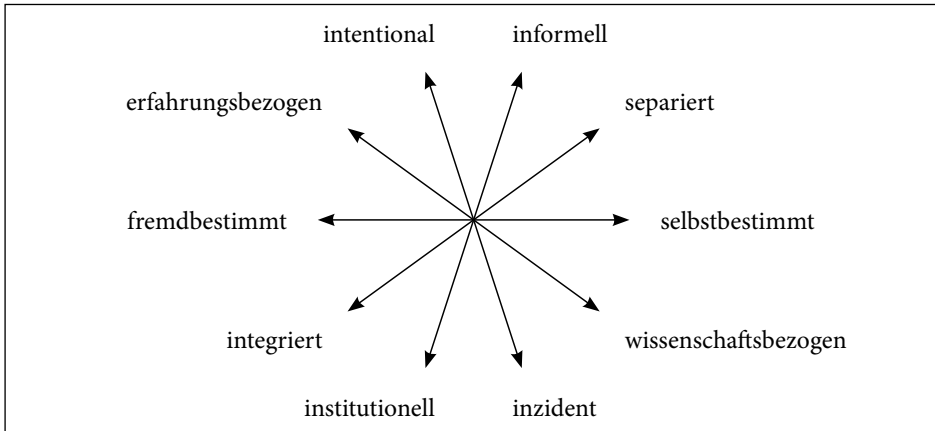 intentional informell
erfahrungsbezogen separiert
fremdbestimmt selbstbestimmt
integriert wissenschaftsbezogen
institutionell inzident